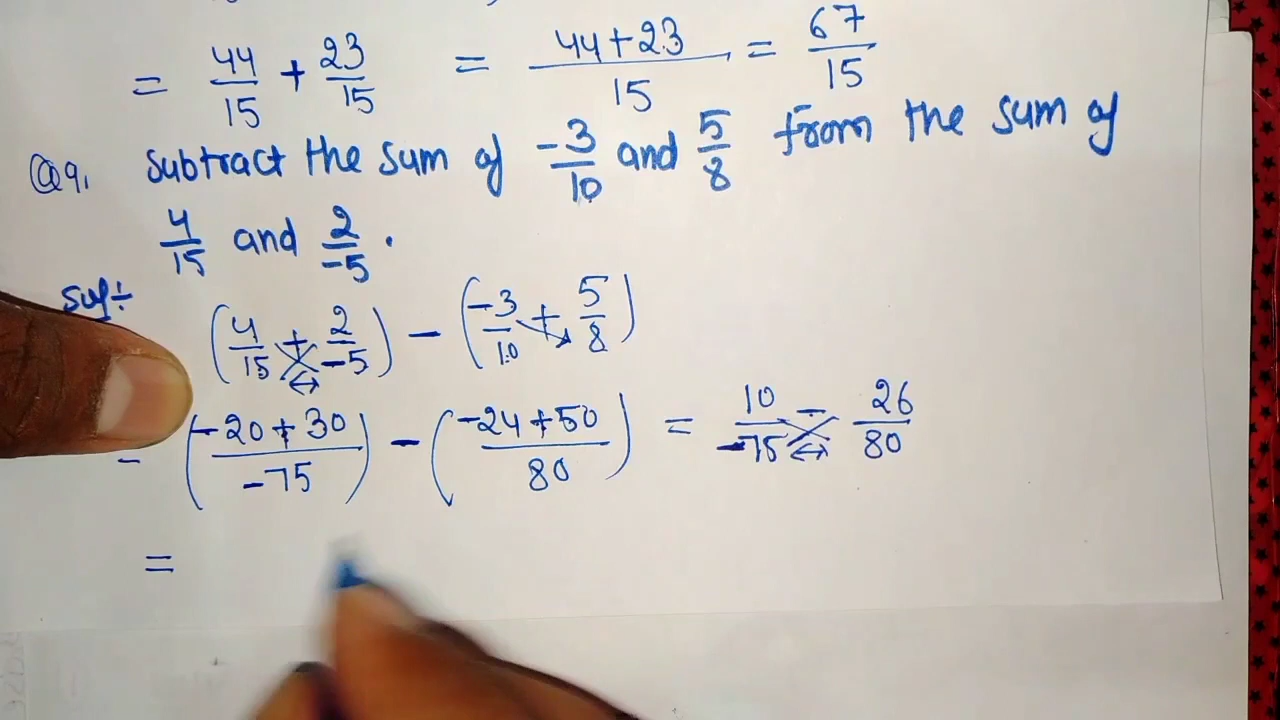 = 44/15 + 23/15 = 44+23/15 = 67/15
Q9. Subtract the sum of -3/10 and 5/8 from the sum of
4/15 and 2/-5.
Sol÷
(4/15 + 2/-5) - (-3/10 + 5/8)
= (-20+30/-75) - (-24+50/80) = 10/-75 - 26/80
=